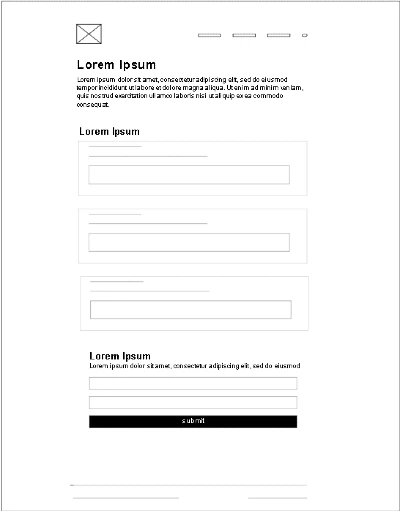 Lorem Ipsum
Lorem ipsum dolor sit amet, consectetur adipiscing elit, sed do eiusmod
tempor incididunt ut labore et dolore magna aliqua. Ut enim ad minim veniam,
quis nostrud exercitation ullamco laboris nisi ut aliquip ex ea commodo
consequat.
Lorem Ipsum
Lorem Ipsum
Lorem ipsum dolor sit amet, consectetur adipiscing elit, sed do eiusmod
submit